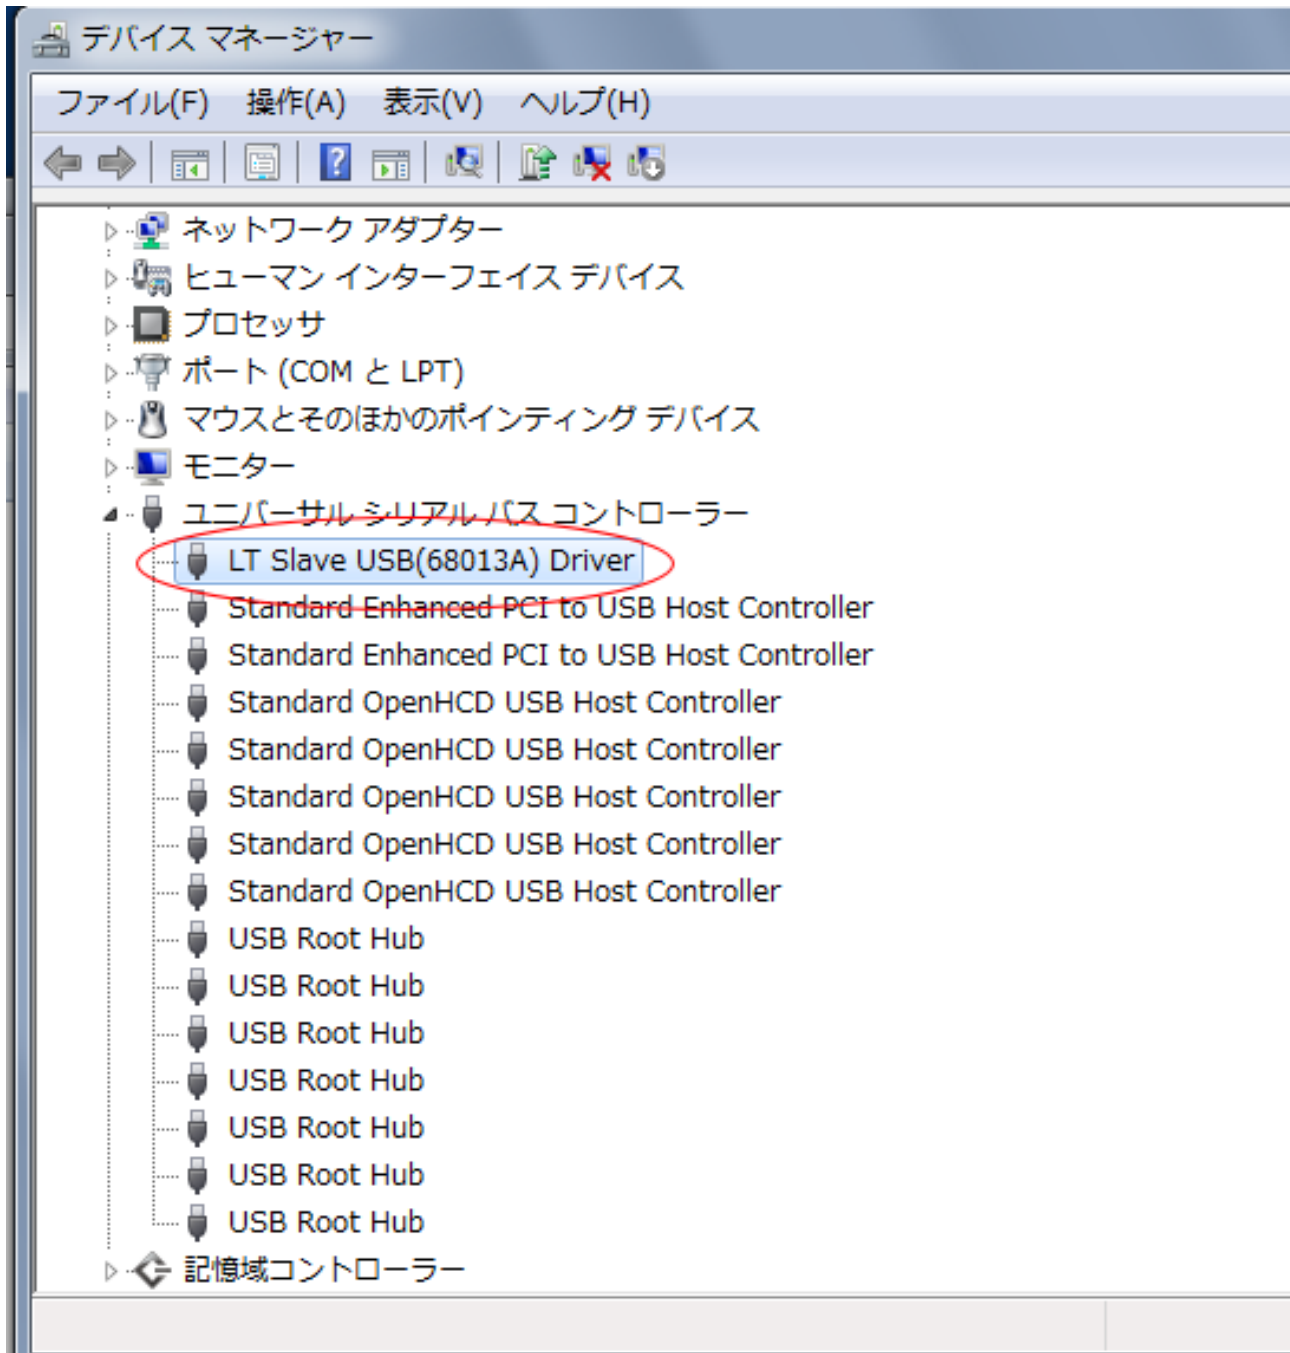 デバイス マネージャー
ファイル(F) 操作(A) 表示(V) ヘルプ(H)
ネットワーク アダプター
ヒューマン インターフェイス デバイス
プロセッサ
ポート (COM と LPT)
マウスとそのほかのポインティング デバイス
モニター
ユニバーサル シリアル バス コントローラー
LT Slave USB(68013A) Driver
Standard Enhanced PCI to USB Host Controller
Standard Enhanced PCI to USB Host Controller
Standard OpenHCD USB Host Controller
Standard OpenHCD USB Host Controller
Standard OpenHCD USB Host Controller
Standard OpenHCD USB Host Controller
Standard OpenHCD USB Host Controller
USB Root Hub
USB Root Hub
USB Root Hub
USB Root Hub
USB Root Hub
USB Root Hub
USB Root Hub
記憶域コントローラー